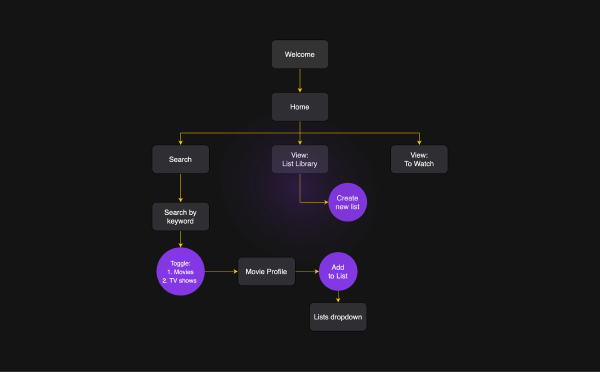 Welcome
Home
Search
View:
List Library
View:
To Watch
Create
new list
Search by
keyword
Toggle:
1. Movies
2. TV shows
Movie Profile
Add
to List
Lists dropdown